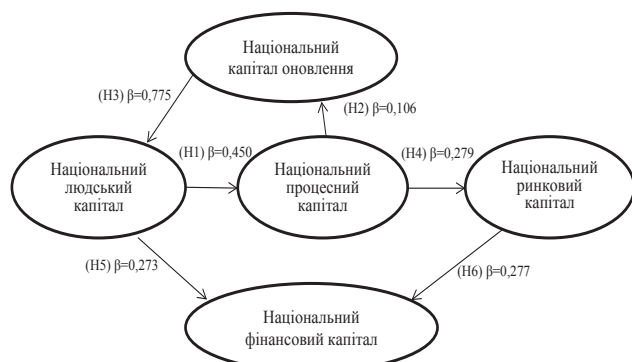 Національний
капітал оновлення
(H3) β=0,775
(H2) β=0,106
Національний
людський
капітал
(H1) β=0,450
Національний
процесний
капітал
(H4) β=0,279
Національний
ринковий
капітал
(H5) β=0,273
(H6) β=0,277
Національний
фінансовий капітал